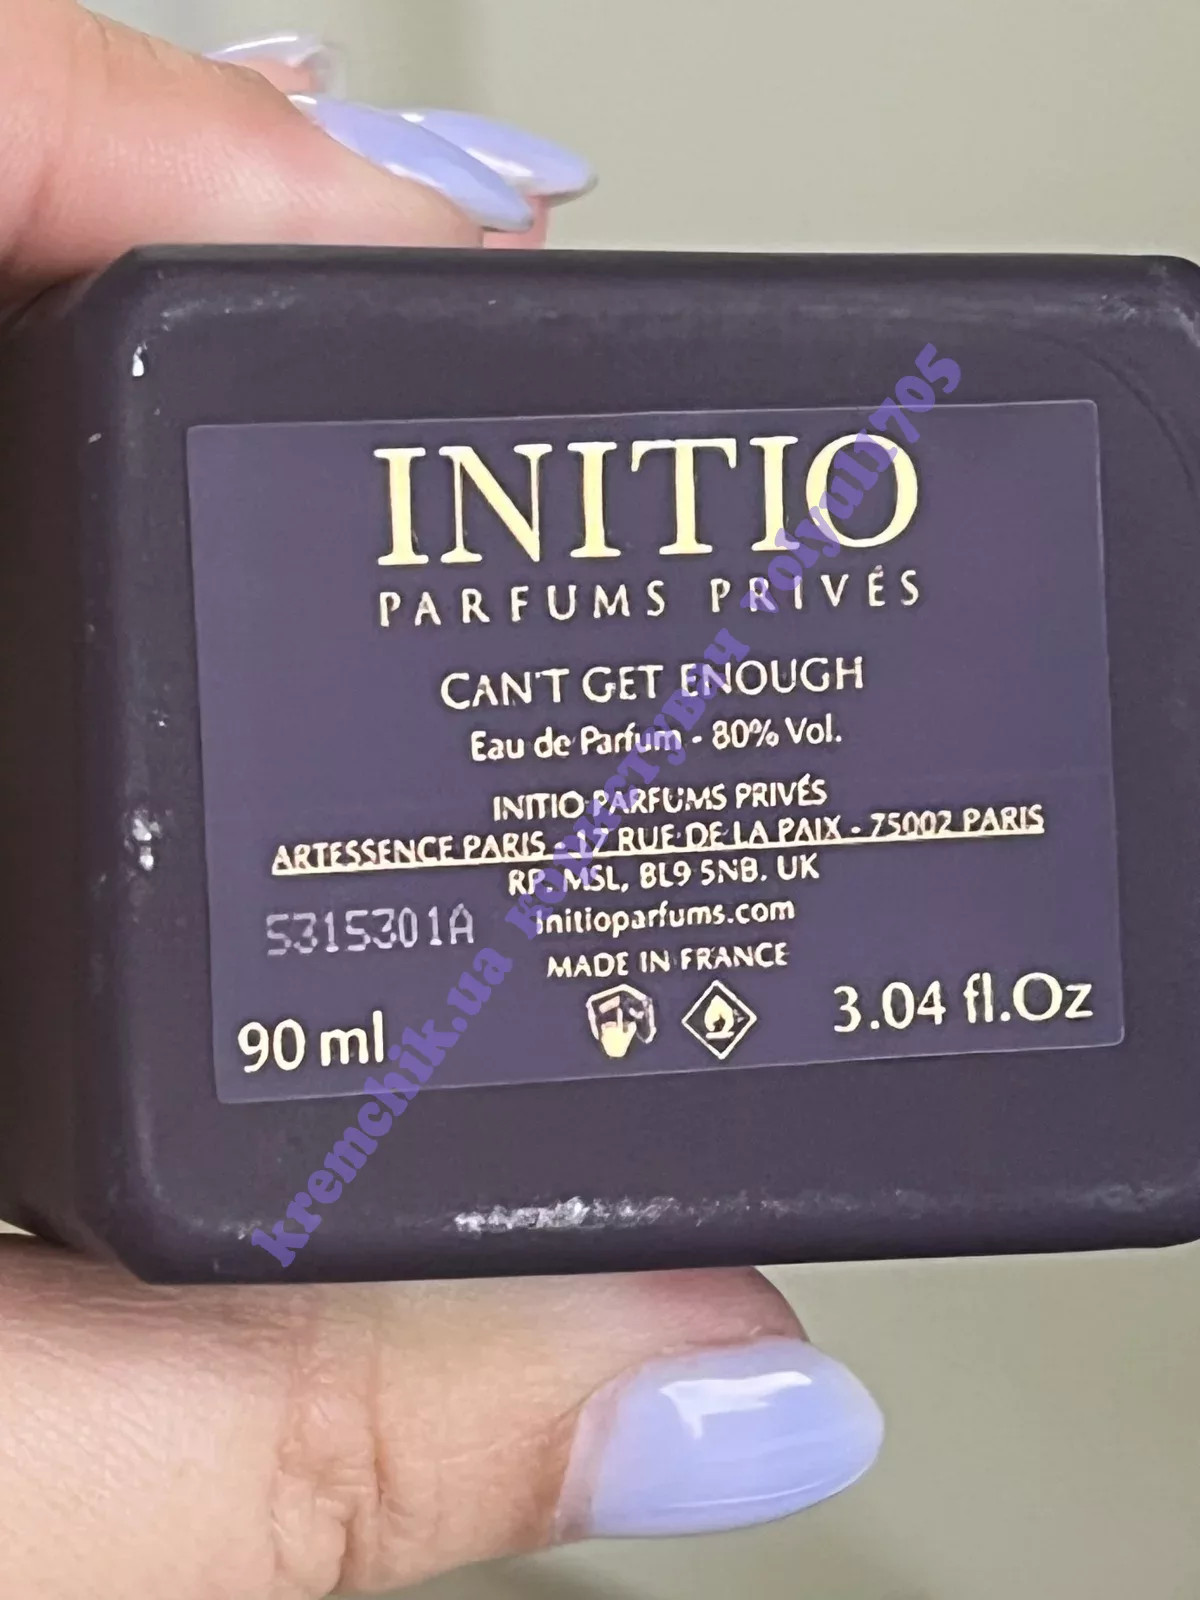 INITIO
PARFUMS PRIVÉS
CAN'T GET ENOUGH
Eau de Parfum - 80% Vol.
INITIO PARFUMS PRIVÉS
ARTESSENCE PARIS - 17 RUE DE LA PAIX - 75002 PARIS
RP. MSL, BL9 5NB. UK
initioparfums.com
5315301A
MADE IN FRANCE
90 ml
3.04 fl.Oz
kremchik.ua користувач volyul1705